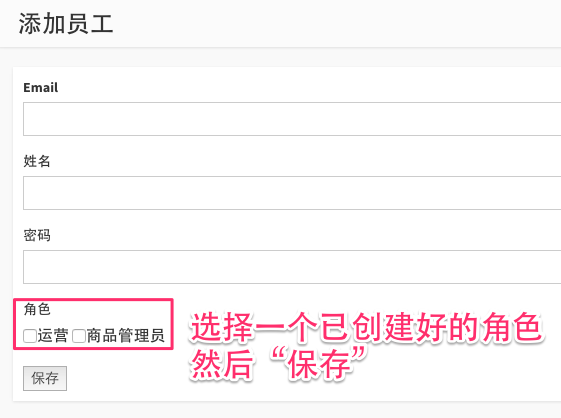 添加员工
Email
姓名
密码
角色
运营 商品管理员
选择一个已创建好的角色
然后“保存”
保存